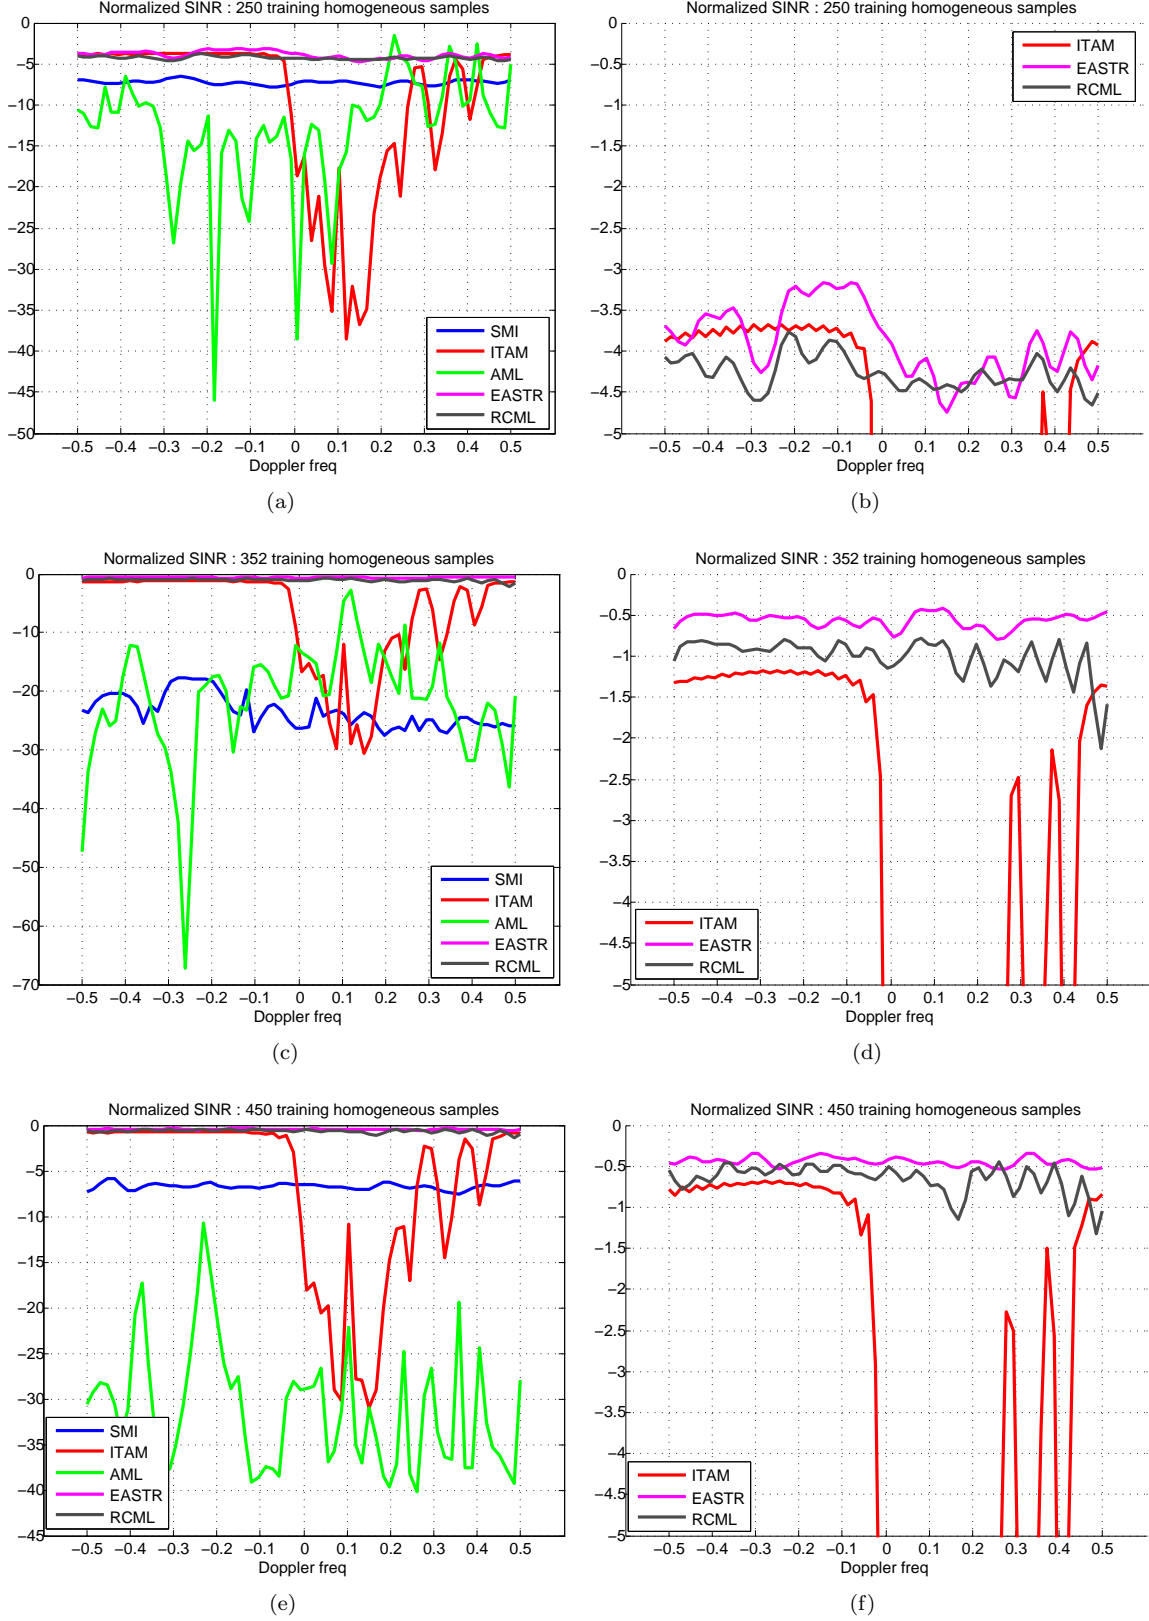 Normalized SINR : 250 training homogeneous samples
0
−5
−10
−15
−20
−25
−30
−35
−40
−45
−50
−0.5 −0.4 −0.3 −0.2 −0.1 0 0.1 0.2 0.3 0.4 0.5
Doppler freq
SMI
ITAM
AML
EASTR
RCML
(a)
Normalized SINR : 250 training homogeneous samples
0
−0.5
−1
−1.5
−2
−2.5
−3
−3.5
−4
−4.5
−5
−0.5 −0.4 −0.3 −0.2 −0.1 0 0.1 0.2 0.3 0.4 0.5
Doppler freq
ITAM
EASTR
RCML
(b)
Normalized SINR : 352 training homogeneous samples
0
−10
−20
−30
−40
−50
−60
−70
−0.5 −0.4 −0.3 −0.2 −0.1 0 0.1 0.2 0.3 0.4 0.5
Doppler freq
SMI
ITAM
AML
EASTR
RCML
(c)
Normalized SINR : 352 training homogeneous samples
0
−0.5
−1
−1.5
−2
−2.5
−3
−3.5
−4
−4.5
−5
−0.5 −0.4 −0.3 −0.2 −0.1 0 0.1 0.2 0.3 0.4 0.5
Doppler freq
ITAM
EASTR
RCML
(d)
Normalized SINR : 450 training homogeneous samples
0
−5
−10
−15
−20
−25
−30
−35
−40
−45
−0.5 −0.4 −0.3 −0.2 −0.1 0 0.1 0.2 0.3 0.4 0.5
Doppler freq
SMI
ITAM
AML
EASTR
RCML
(e)
Normalized SINR : 450 training homogeneous samples
0
−0.5
−1
−1.5
−2
−2.5
−3
−3.5
−4
−4.5
−5
−0.5 −0.4 −0.3 −0.2 −0.1 0 0.1 0.2 0.3 0.4 0.5
Doppler freq
ITAM
EASTR
RCML
(f)